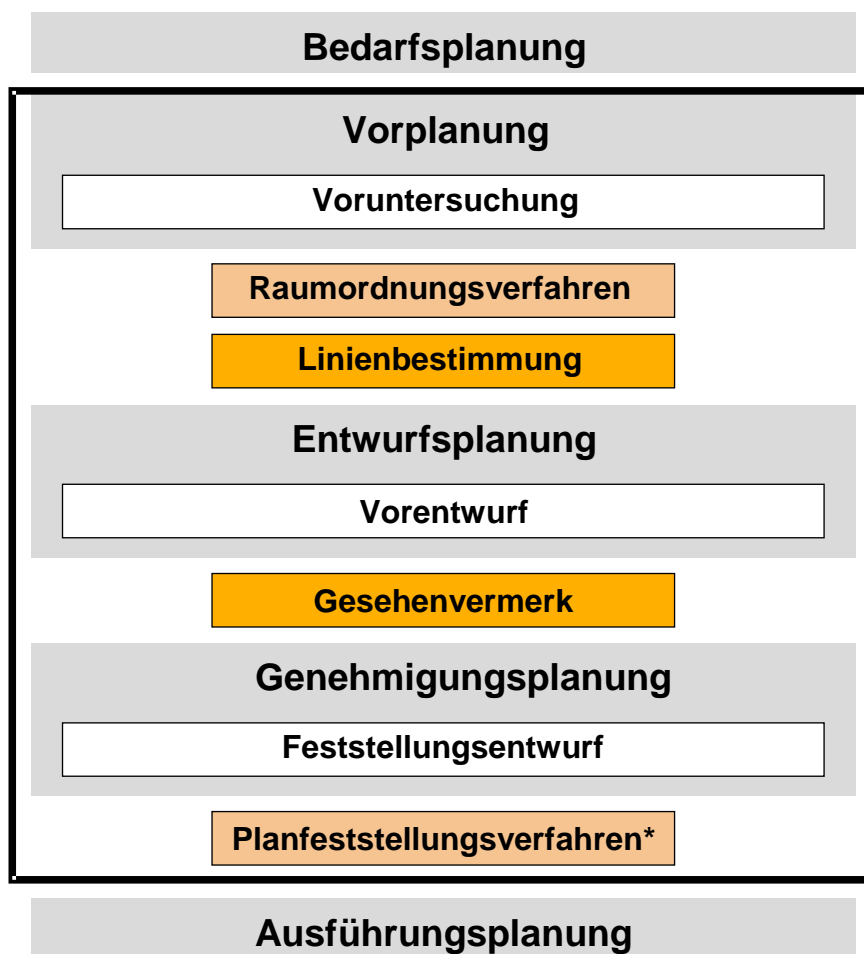 Bedarfsplanung
Vorplanung
Voruntersuchung
Raumordnungsverfahren
Linienbestimmung
Entwurfsplanung
Vorentwurf
Gesehenvermerk
Genehmigungsplanung
Feststellungsentwurf
Planfeststellungsverfahren*
Ausführungsplanung